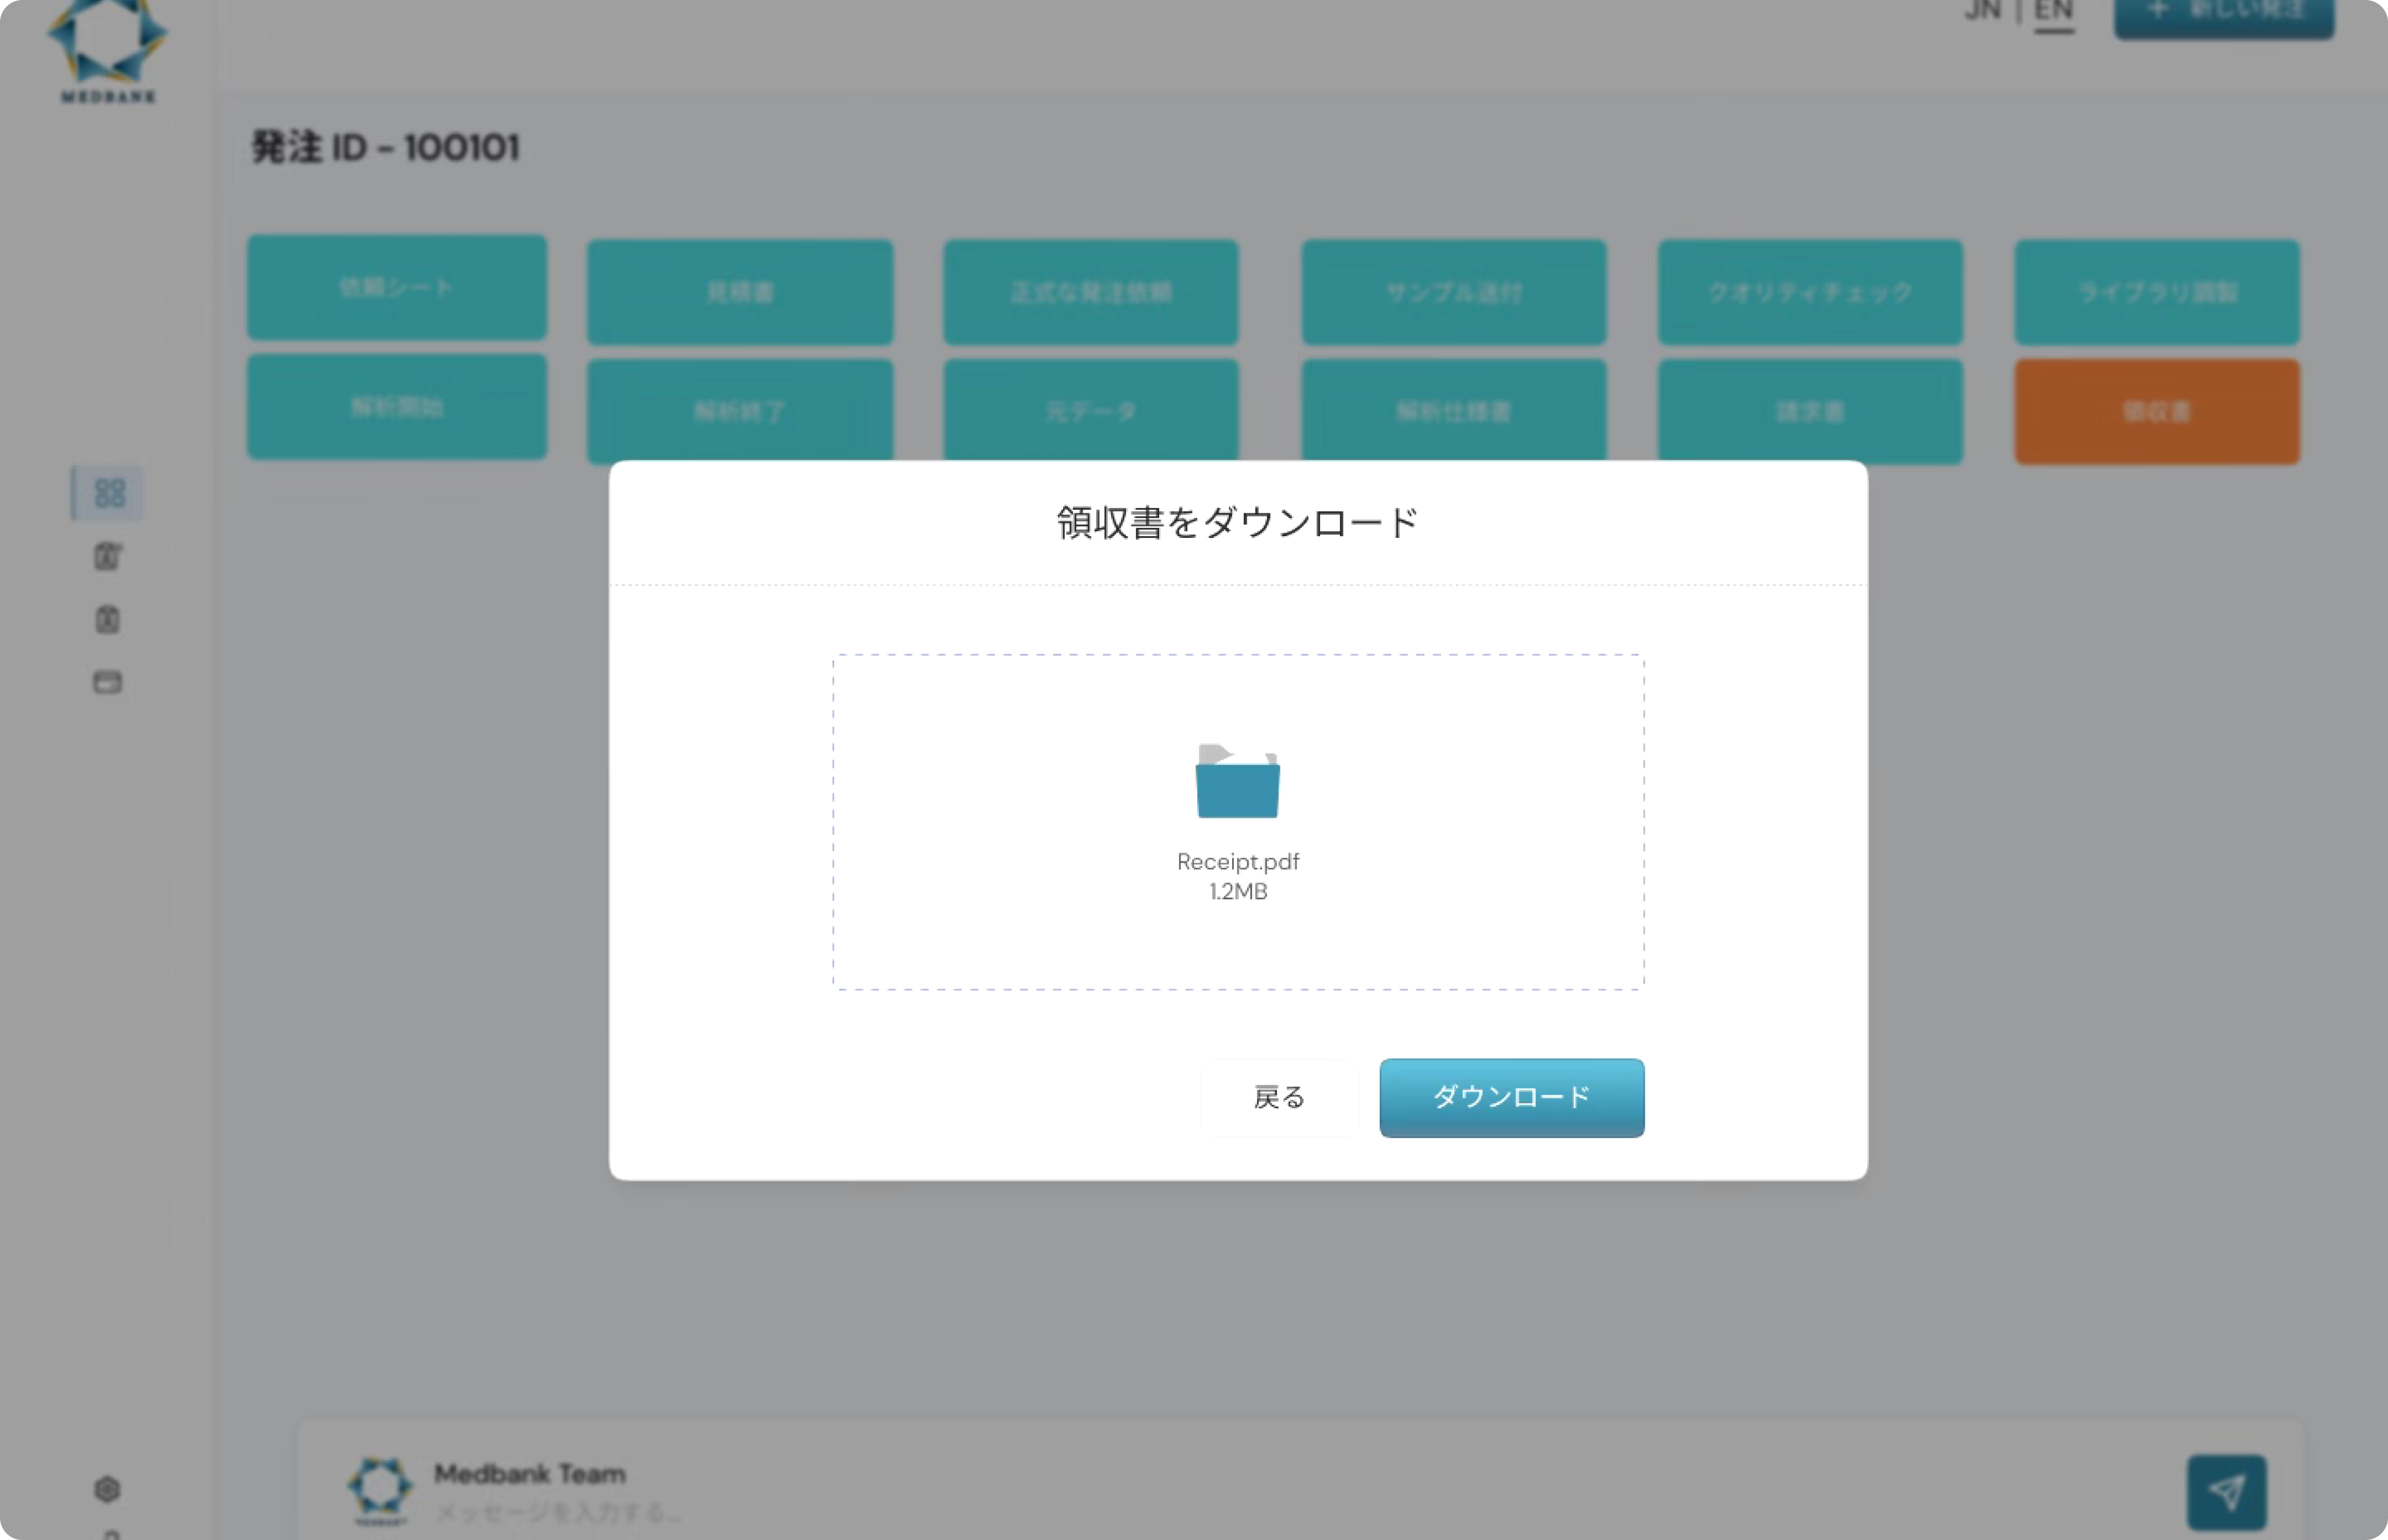 JN | EN
+ 新しい発注
MEDBANK
発注 ID – 100101
依頼シート
見積書
正式な発注依頼
サンプル送付
クオリティチェック
ライブラリ調製
解析開始
解析終了
元データ
解析仕様書
請求書
領収書
領収書をダウンロード
Receipt.pdf
1.2MB
戻る
ダウンロード
Medbank Team
メッセージを入力する...